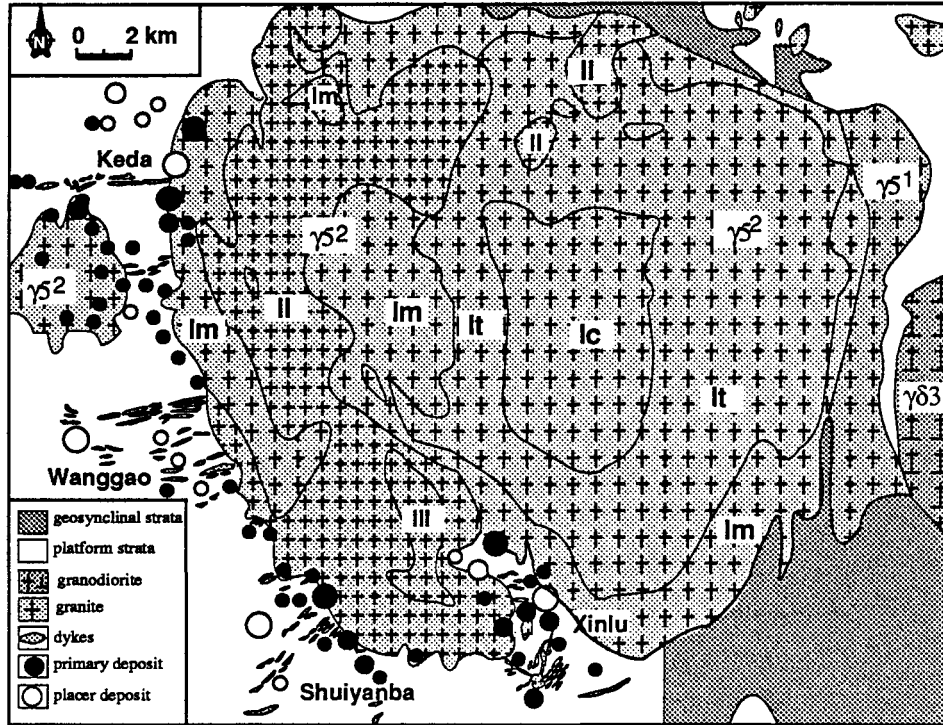 N
0 2 km
Keda
Im
II
II
γ5¹
γ5²
γ5²
γ5²
Im
II
Im
It
Ic
It
γδ3
Wanggao
III
Im
Xinlu
Shuiyanba
geosynclinal strata
platform strata
granodiorite
granite
dykes
primary deposit
placer deposit